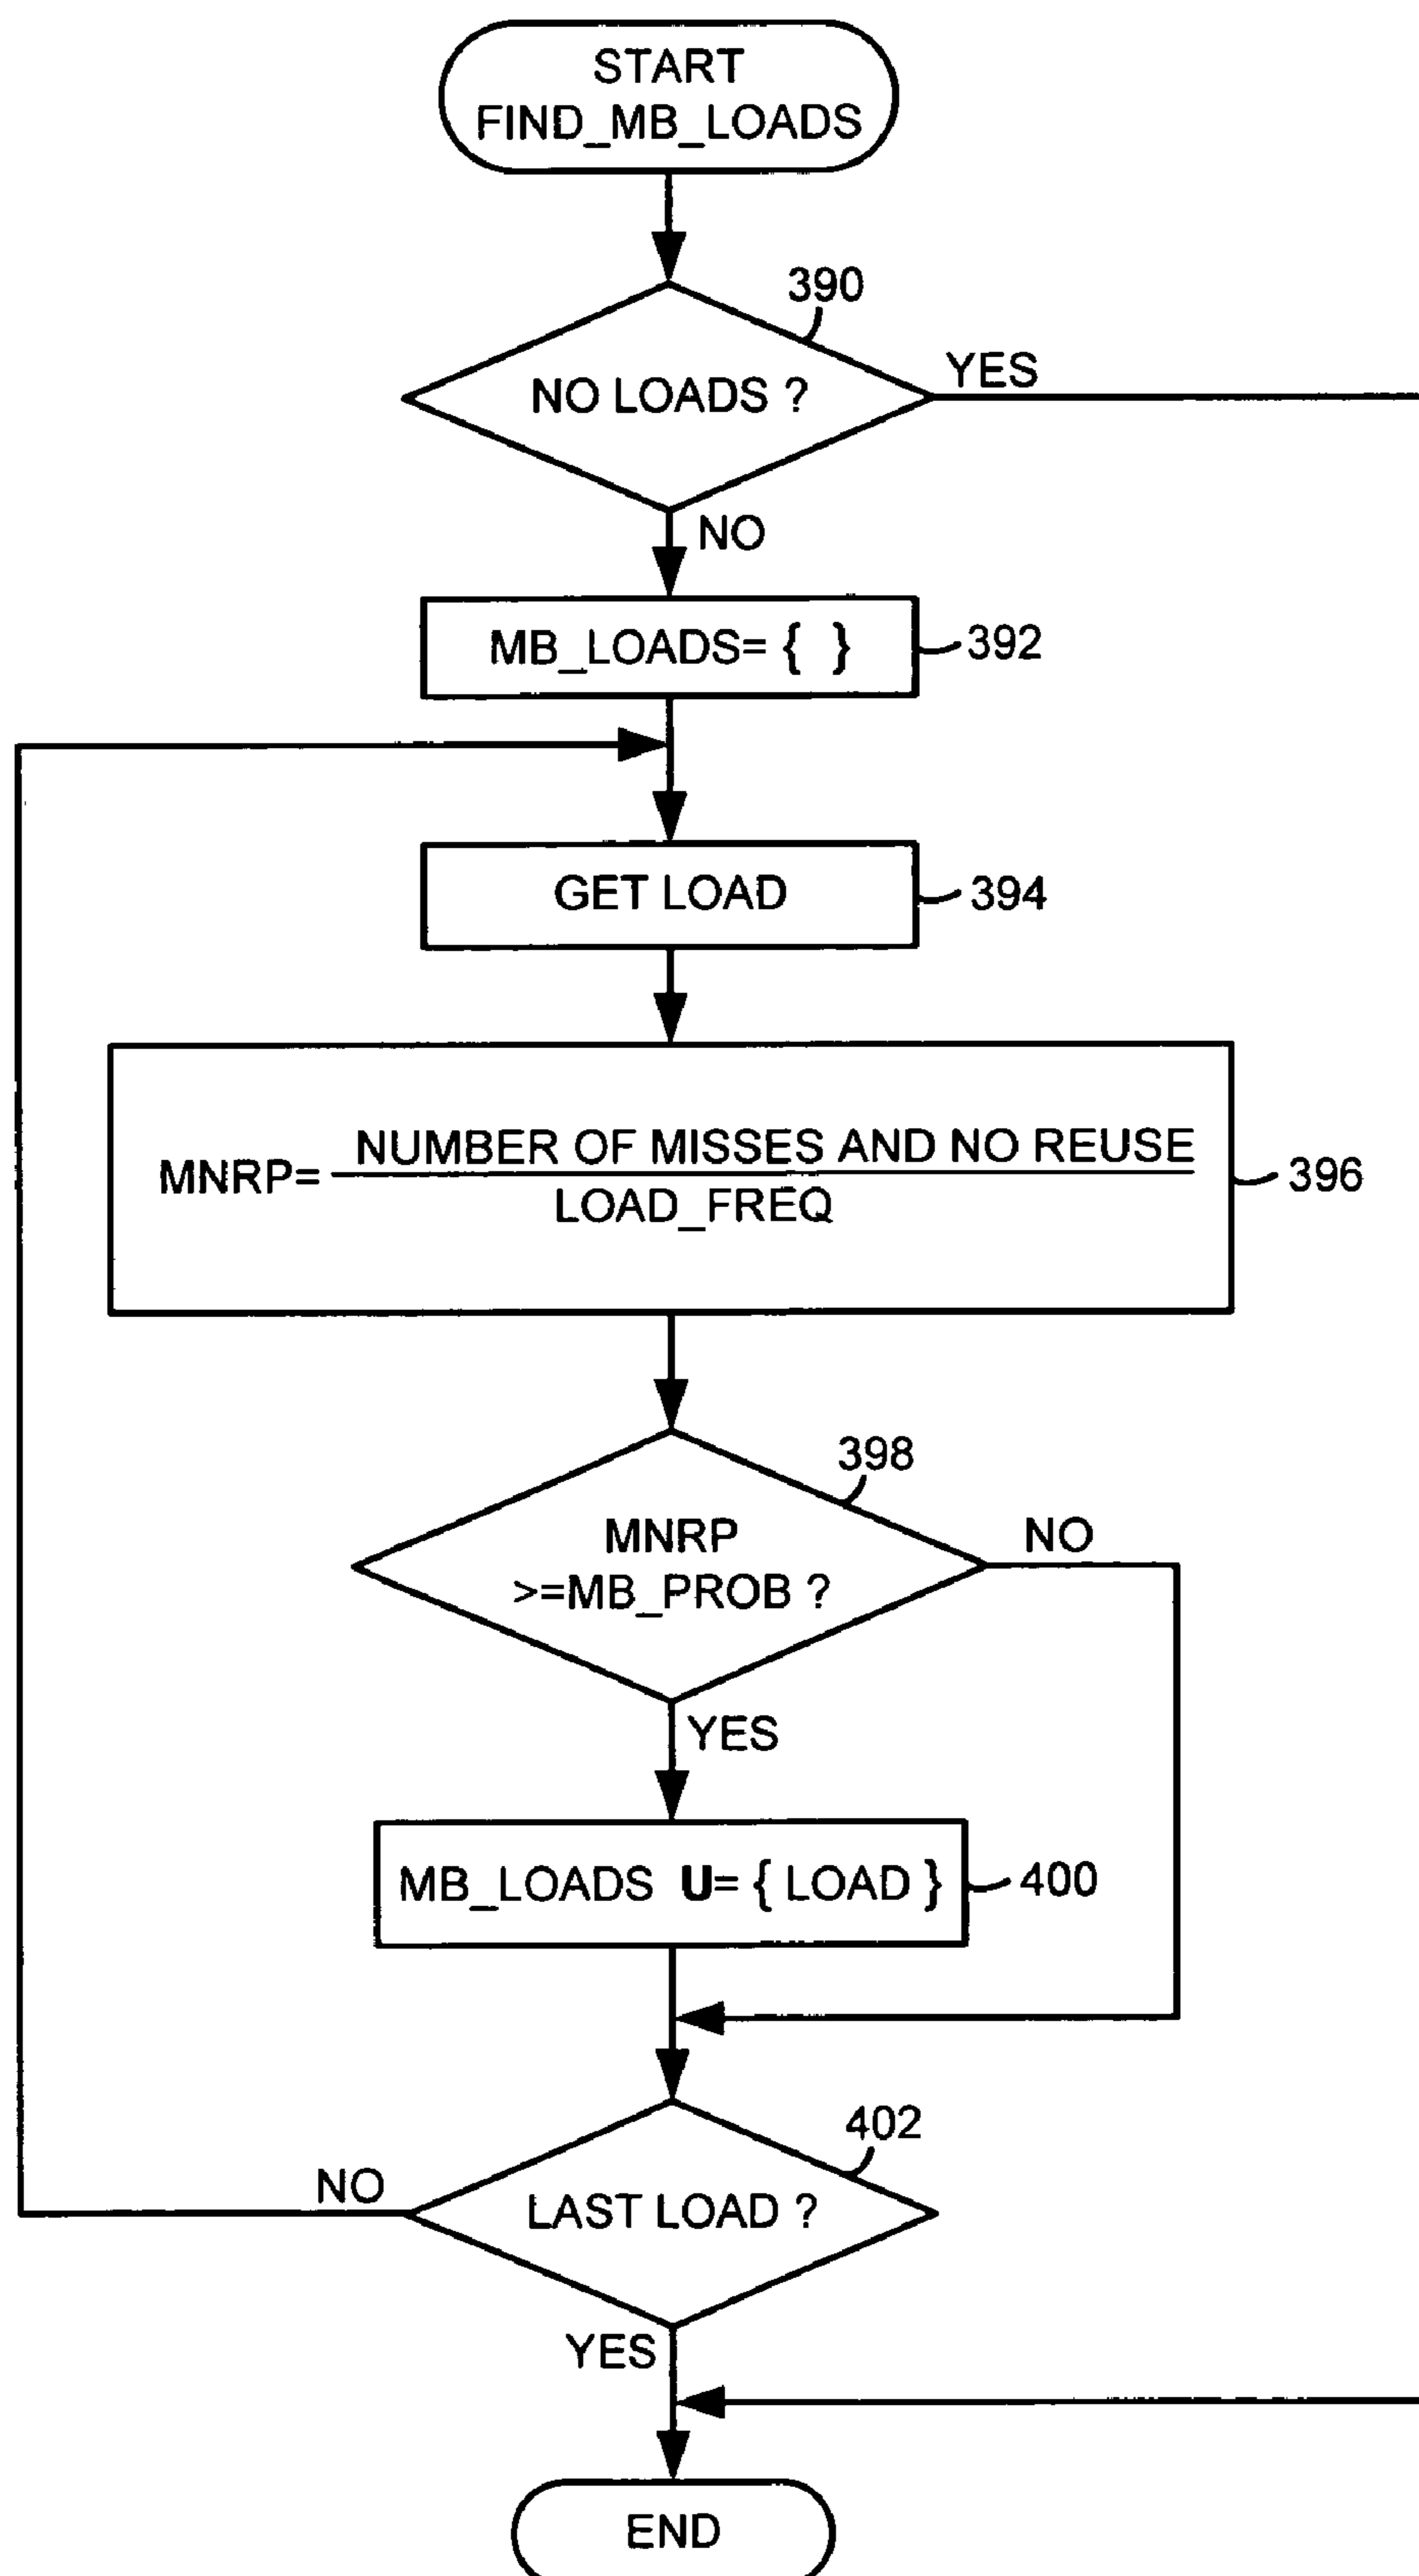 START
FIND_MB_LOADS
390
NO LOADS ?
YES
NO
MB_LOADS= { }
392
GET LOAD
394
NUMBER OF MISSES AND NO REUSE
MNRP=
LOAD_FREQ
396
398
MNRP
>=MB_PROB ?
NO
YES
MB_LOADS U= { LOAD }
400
402
NO
LAST LOAD ?
YES
END